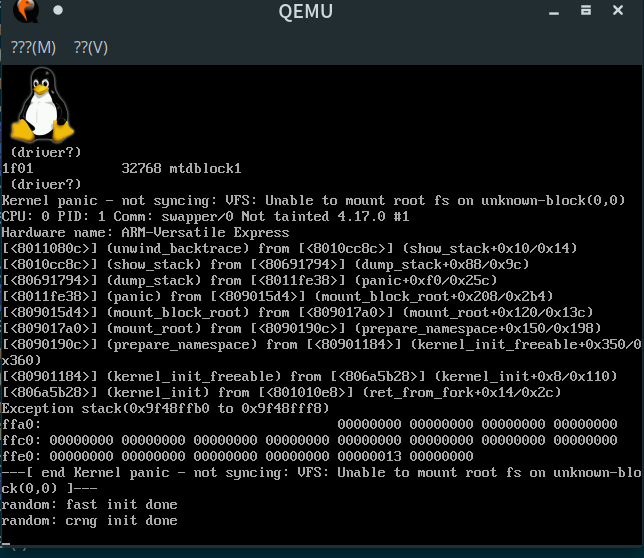 QEMU
???(M) ??(V)
(driver?)
1f01 32768 mtdblock1
(driver?)
Kernel panic - not syncing: VFS: Unable to mount root fs on unknown-block(0,0)
CPU: 0 PID: 1 Comm: swapper/0 Not tainted 4.17.0 #1
Hardware name: ARM-Versatile Express
[<8011080c>] (unwind_backtrace) from [<8010cc8c>] (show_stack+0x10/0x14)
[<8010cc8c>] (show_stack) from [<80691794>] (dump_stack+0x88/0x9c)
[<80691794>] (dump_stack) from [<8011fe38>] (panic+0xf0/0x25c)
[<8011fe38>] (panic) from [<809015d4>] (mount_block_root+0x208/0x2b4)
[<809015d4>] (mount_block_root) from [<809017a0>] (mount_root+0x120/0x13c)
[<809017a0>] (mount_root) from [<8090190c>] (prepare_namespace+0x150/0x198)
[<8090190c>] (prepare_namespace) from [<80901184>] (kernel_init_freeable+0x350/0
x360)
[<80901184>] (kernel_init_freeable) from [<806a5b28>] (kernel_init+0x8/0x110)
[<806a5b28>] (kernel_init) from [<801010e8>] (ret_from_fork+0x14/0x2c)
Exception stack(0x9f48ffb0 to 0x9f48fff8)
ffa0: 00000000 00000000 00000000 00000000
ffc0: 00000000 00000000 00000000 00000000 00000000 00000000 00000000 00000000
ffe0: 00000000 00000000 00000000 00000000 00000013 00000000
---[ end Kernel panic - not syncing: VFS: Unable to mount root fs on unknown-blo
ck(0,0) ]---
random: fast init done
random: crng init done